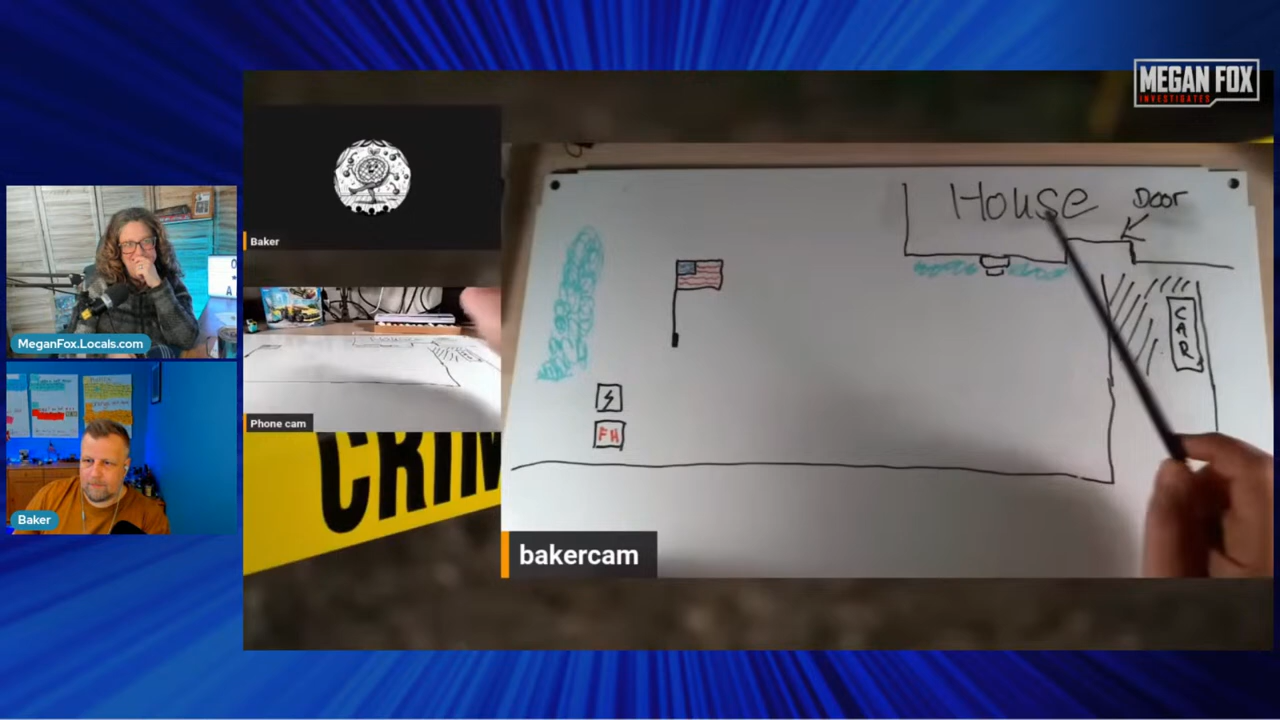 MEGAN FOX
INVESTIGATES
MeganFox.Locals.com
Baker
Baker
Phone cam
CRIM
House
Door
CAR
FH
bakercam